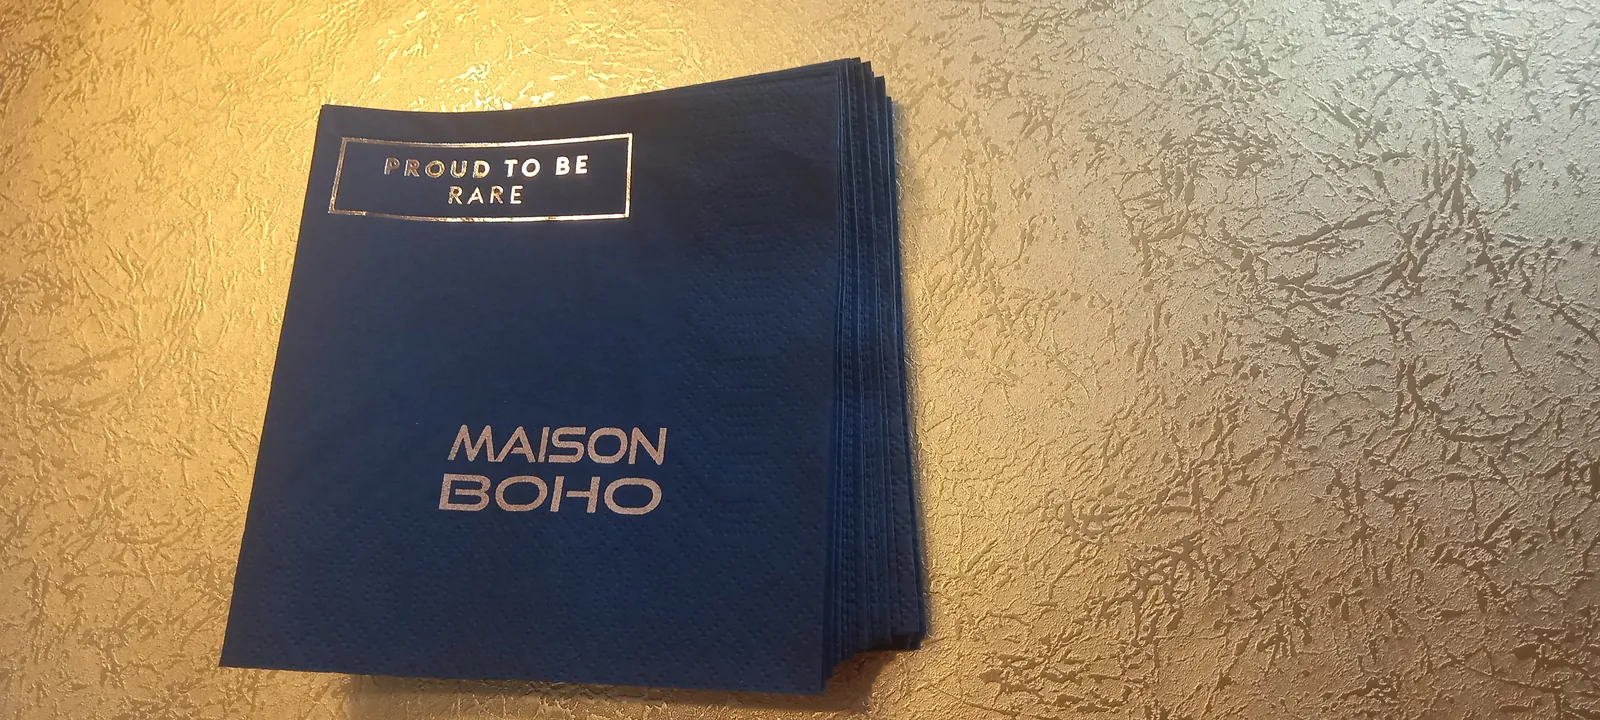 PROUD TO BE
RARE
MAISON
BOHO